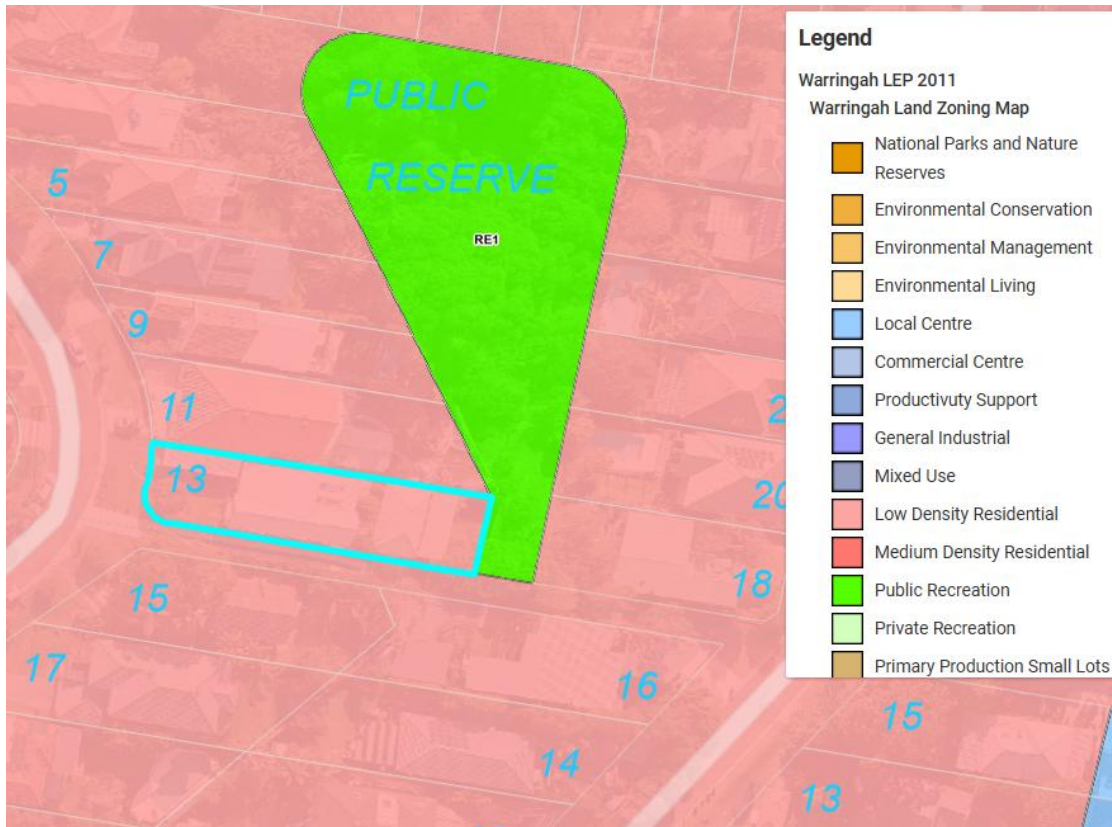 PUBLIC
RESERVE
RE1
5
7
9
11
13
15
17
20
18
16
14
15
13
Legend
Warringah LEP 2011
Warringah Land Zoning Map
National Parks and Nature
Reserves
Environmental Conservation
Environmental Management
Environmental Living
Local Centre
Commercial Centre
Productivuty Support
General Industrial
Mixed Use
Low Density Residential
Medium Density Residential
Public Recreation
Private Recreation
Primary Production Small Lots